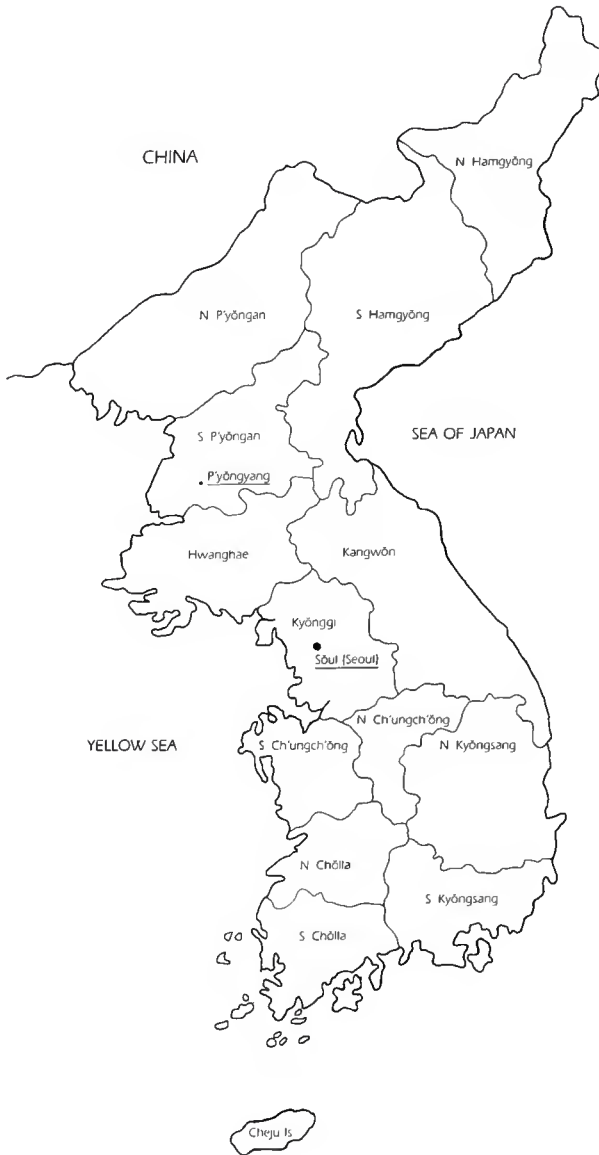 CHINA
N Hamgyŏng
N P'yŏngan
S Hamgyŏng
S P'yŏngan
SEA OF JAPAN
P'yŏngyang
Hwanghae
Kangwŏn
Kyŏnggi
Sŏul (Seoul)
N Ch'ungch'ŏng
YELLOW SEA
S Ch'ungch'ŏng
N Kyŏngsang
N Chŏlla
S Kyŏngsang
S Chŏlla
Cheju Is